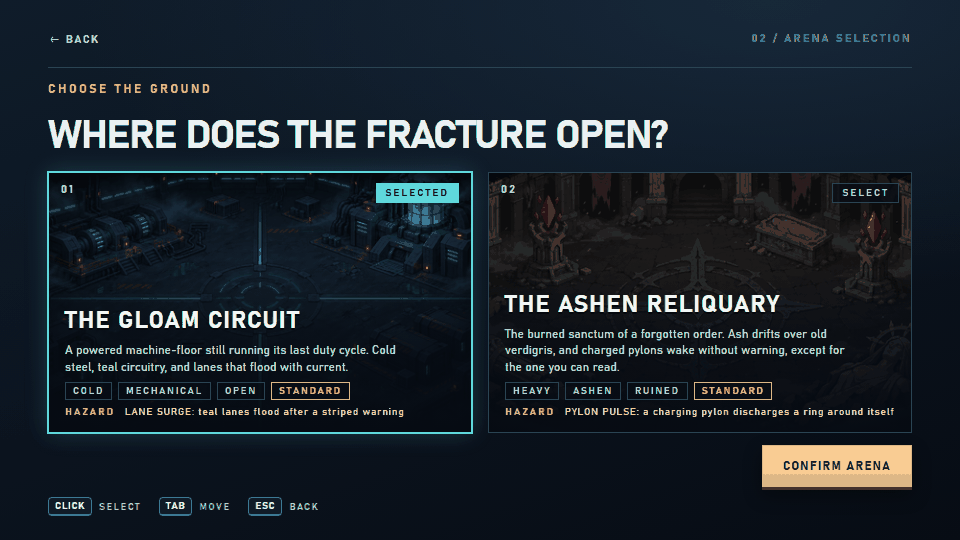 ← BACK
02 / ARENA SELECTION
CHOOSE THE GROUND
WHERE DOES THE FRACTURE OPEN?
01
SELECTED
THE GLOAM CIRCUIT
A powered machine-floor still running its last duty cycle. Cold
steel, teal circuitry, and lanes that flood with current.
COLD MECHANICAL OPEN STANDARD
HAZARD LANE SURGE: teal lanes flood after a striped warning
02
SELECT
THE ASHEN RELIQUARY
The burned sanctum of a forgotten order. Ash drifts over old
verdigris, and charged pylons wake without warning, except for
the one you can read.
HEAVY ASHEN RUINED STANDARD
HAZARD PYLON PULSE: a charging pylon discharges a ring around itself
CONFIRM ARENA
CLICK SELECT TAB MOVE ESC BACK